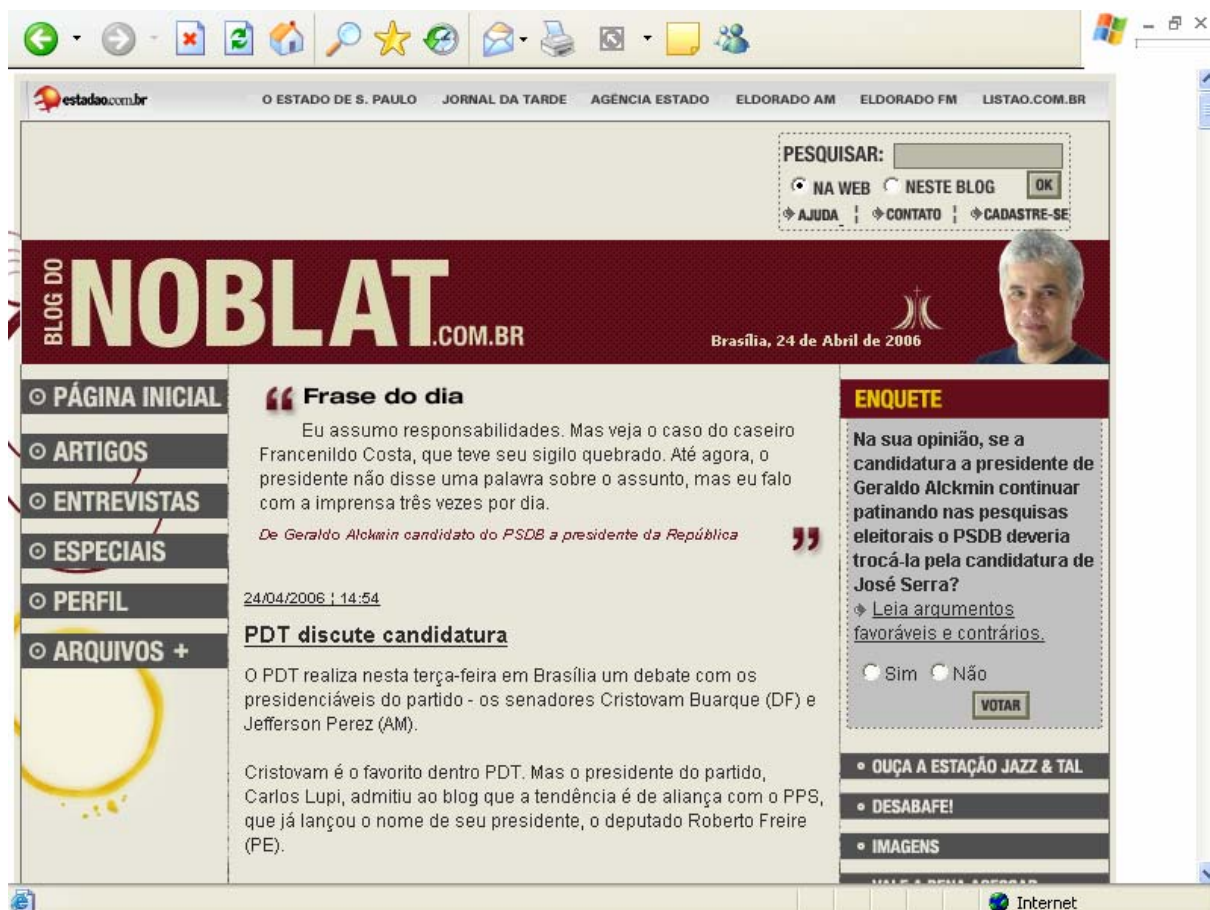 estadao.com.br
O ESTADO DE S. PAULO JORNAL DA TARDE AGÊNCIA ESTADO ELDORADO AM ELDORADO FM LISTAO.COM.BR
PESQUISAR:
NA WEB NESTE BLOG OK
AJUDA CONTATO CADASTRE-SE
BLOG DO NOBLAT.COM.BR
Brasília, 24 de Abril de 2006
PÁGINA INICIAL
ARTIGOS
ENTREVISTAS
ESPECIAIS
PERFIL
ARQUIVOS +
“ Frase do dia
Eu assumo responsabilidades. Mas veja o caso do caseiro
Francenildo Costa, que teve seu sigilo quebrado. Até agora, o
presidente não disse uma palavra sobre o assunto, mas eu falo
com a imprensa três vezes por dia.
De Geraldo Alckmin candidato do PSDB a presidente da República ”
24/04/2006 ¦ 14:54
PDT discute candidatura
O PDT realiza nesta terça-feira em Brasília um debate com os
presidenciáveis do partido - os senadores Cristovam Buarque (DF) e
Jefferson Perez (AM).
Cristovam é o favorito dentro PDT. Mas o presidente do partido,
Carlos Lupi, admitiu ao blog que a tendência é de aliança com o PPS,
que já lançou o nome de seu presidente, o deputado Roberto Freire
(PE).
ENQUETE
Na sua opinião, se a
candidatura a presidente de
Geraldo Alckmin continuar
patinando nas pesquisas
eleitorais o PSDB deveria
trocá-la pela candidatura de
José Serra?
Leia argumentos
favoráveis e contrários.
Sim Não
VOTAR
OUÇA A ESTAÇÃO JAZZ & TAL
DESABAFE!
IMAGENS
Internet